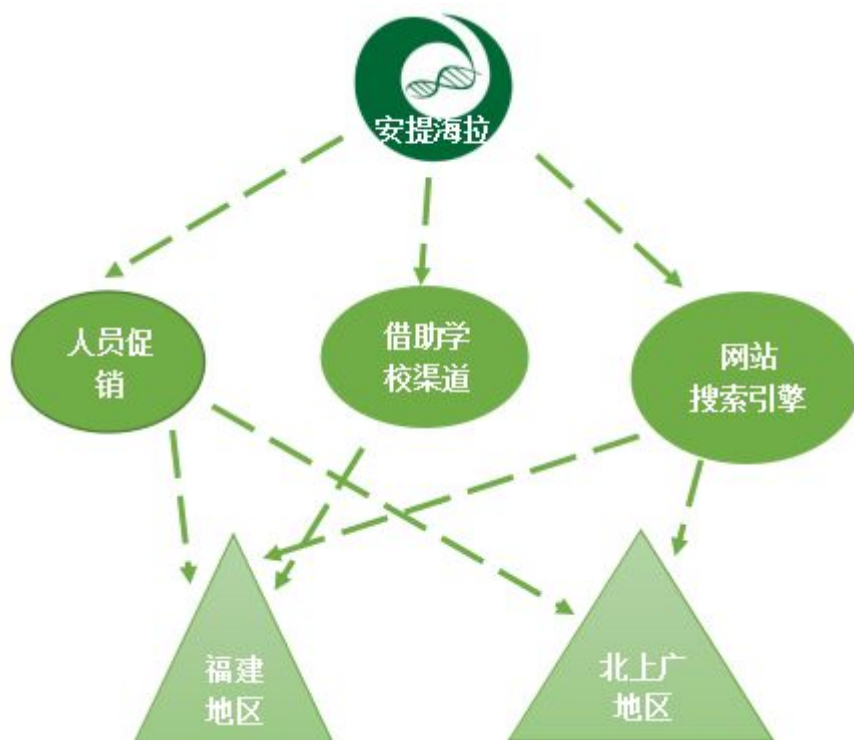 安提海拉
人员促
销
借助学
校渠道
网站
搜索引擎
福建
地区
北上广
地区